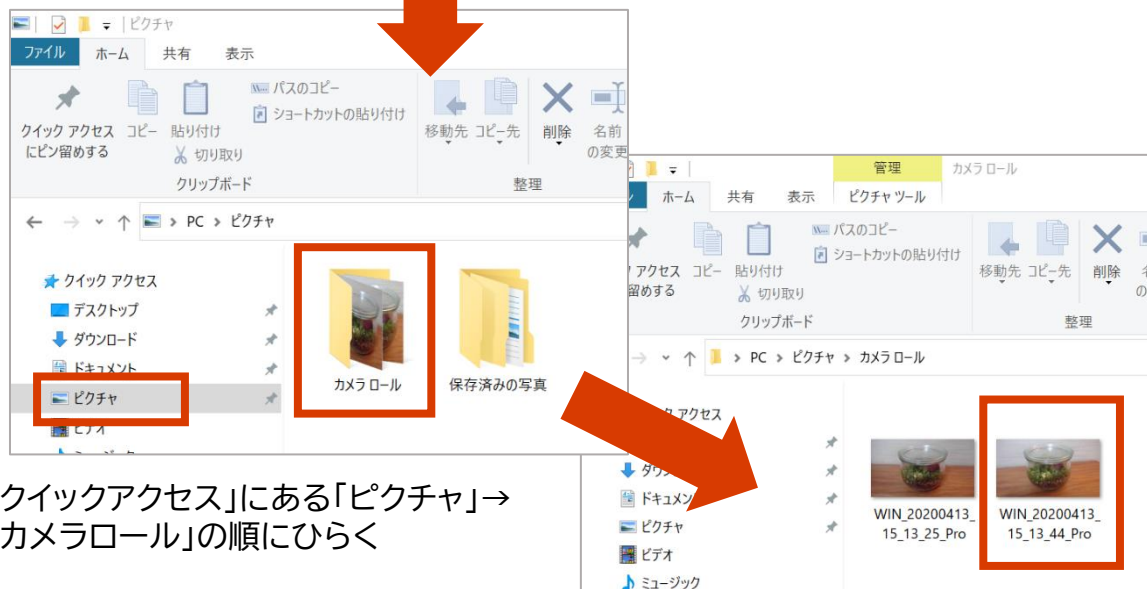 ピクチャ
ファイル ホーム 共有 表示
クイック アクセス
にピン留めする
コピー
貼り付け
パスのコピー
ショートカットの貼り付け
切り取り
クリップボード
移動先 コピー先 削除 名前
の変更
整理
PC > ピクチャ
クイック アクセス
デスクトップ
ダウンロード
ドキュメント
ピクチャ
ビデオ
カメラ ロール 保存済みの写真
クイックアクセス」にある「ピクチャ」→
カメラロール」の順にひらく
管理 カメラ ロール
ホーム 共有 表示 ピクチャ ツール
アクセス
留めする
コピー
貼り付け
パスのコピー
ショートカットの貼り付け
切り取り
クリップボード
移動先 コピー先 削除
の
整理
PC > ピクチャ > カメラ ロール
アクセス
ダウ
ドキュメン
ピクチャ
ビデオ
ミュージック
WIN_20200413_
15_13_25_Pro
WIN_20200413_
15_13_44_Pro